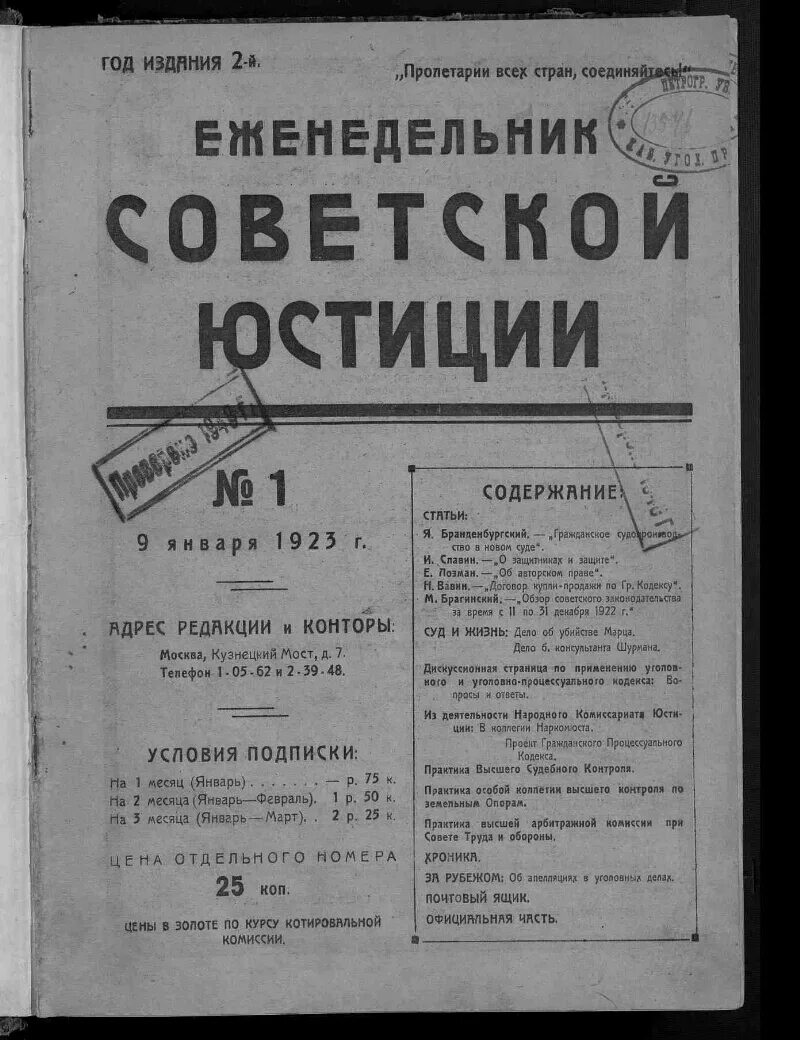 ГОД ИЗДАНИЯ 2-й.
„Пролетарии всех стран, соединяйтесь!“
ПЕТРОГР. УН
КАБ. УГОЛ. ПР
ЕЖЕНЕДЕЛЬНИК
СОВЕТСКОЙ
ЮСТИЦИИ
Проверено 1940 г.
№ 1
9 января 1923 г.
АДРЕС РЕДАКЦИИ и КОНТОРЫ:
Москва, Кузнецкий Мост, д. 7.
Телефон 1-05-62 и 2-39-48.
УСЛОВИЯ ПОДПИСКИ:
На 1 месяц (Январь) . . . . . . . — р. 75 к.
На 2 месяца (Январь—Февраль). 1 р. 50 к.
На 3 месяца (Январь—Март). . 2 р. 25 к.
ЦЕНА ОТДЕЛЬНОГО НОМЕРА
25 коп.
ЦЕНЫ В ЗОЛОТЕ ПО КУРСУ КОТИРОВАЛЬНОЙ
КОМИССИИ.
СОДЕРЖАНИЕ:
СТАТЬИ:
Я. Бранденбургский. — „Гражданское судопроизвод-
ство в новом суде“.
И. Славин. — „О защитниках и защите“.
Е. Лозман. — „Об авторском праве“.
Н. Вавин. — „Договор купли-продажи по Гр. Кодексу“.
М. Брагинский. — „Обзор советского законодательства
за время с 11 по 31 декабря 1922 г.“
СУД И ЖИЗНЬ: Дело об убийстве Марца.
Дело б. консультанта Шурмана.
Дискуссионная страница по применению уголов-
ного и уголовно-процессуального кодекса: Во-
просы и ответы.
Из деятельности Народного Комиссариата Юсти-
ции: В коллегии Наркомюста.
Проект Гражданского Процессуального
Кодекса.
Практика Высшего Судебного Контроля.
Практика особой коллегии высшего контроля по
земельным спорам.
Практика высшей арбитражной комиссии при
Совете Труда и обороны.
ХРОНИКА.
ЗА РУБЕЖОМ: Об апелляциях в уголовных делах.
ПОЧТОВЫЙ ЯЩИК.
ОФИЦИАЛЬНАЯ ЧАСТЬ.